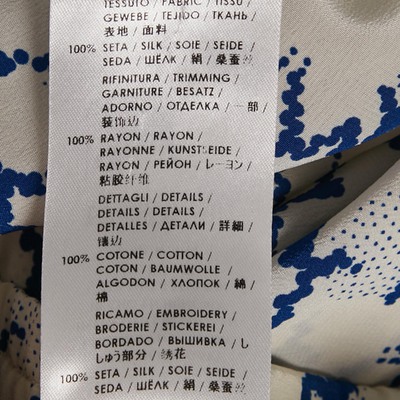 TESSUTO / FABRIC / TISSU /
GEWEBE / TEJIDO / ТКАНЬ /
表地 / 面料
100% SETA / SILK / SOIE / SEIDE /
SEDA / ШЁЛК / 絹 / 桑蚕丝
RIFINITURA / TRIMMING /
GARNITURE / BESATZ /
ADORNO / ОТДЕЛКА / 一部 /
装饰边
100% RAYON / RAYON /
RAYONNE / KUNSTSEIDE /
RAYON / РЕЙОН / レーヨン /
粘胶纤维
DETTAGLI / DETAILS /
DETAILS / DETAILS /
DETALLES / ДЕТАЛИ / 詳細 /
镶边
100% COTONE / COTTON /
COTON / BAUMWOLLE /
ALGODON / ХЛОПОК / 綿 /
棉
RICAMO / EMBROIDERY /
BRODERIE / STICKEREI /
BORDADO / ВЫШИВКА / し
しゅう部分 / 绣花
100% SETA / SILK / SOIE / SEIDE /
SEDA / ШЁЛК / 絹 / 桑蚕丝